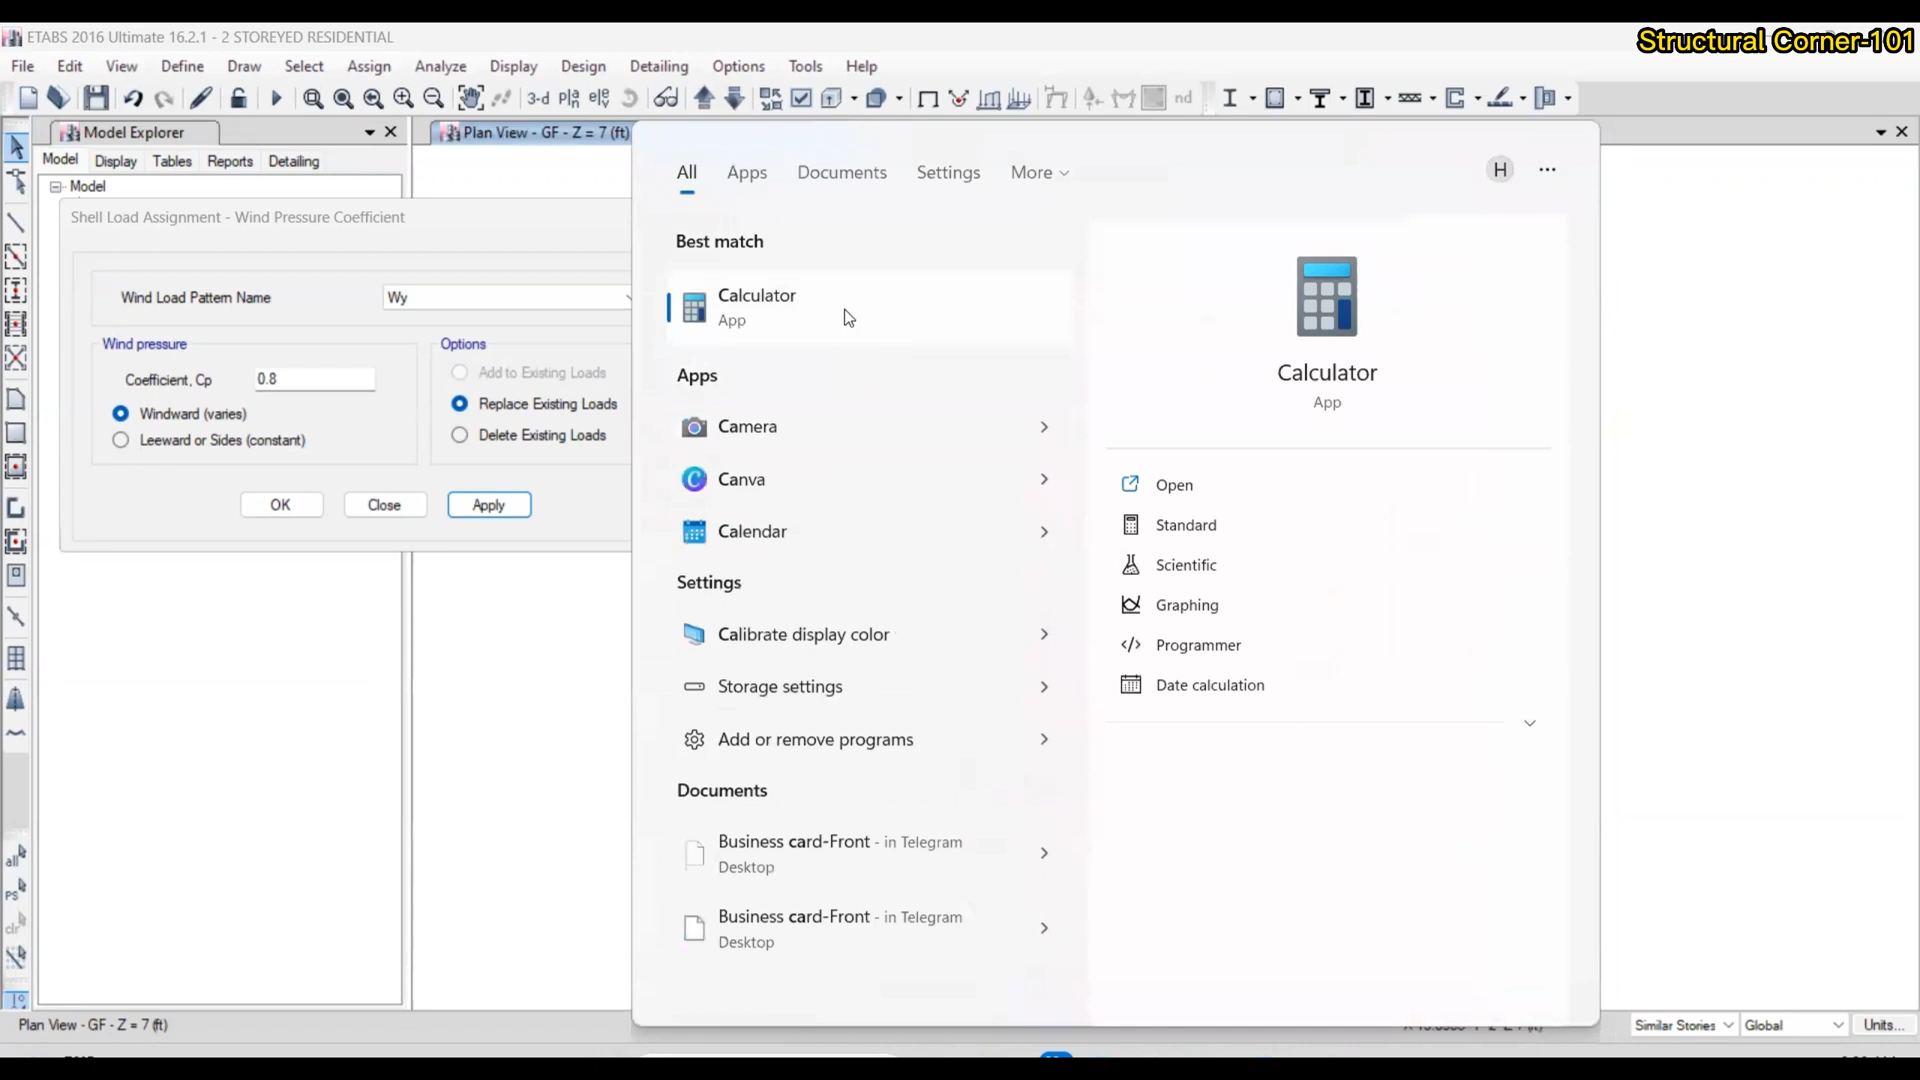 ETABS 2016 Ultimate 16.2.1 - 2 STOREYED RESIDENTIAL
Structural Corner-101
File Edit View Define Draw Select Assign Analyze Display Design Detailing Options Tools Help
3-d
nd
Model Explorer
Plan View - GF - Z = 7 (ft)
Model Display Tables Reports Detailing
Model
Shell Load Assignment - Wind Pressure Coefficient
Wind Load Pattern Name
Wy
Wind pressure
Coefficient, Cp
0.8
Windward (varies)
Leeward or Sides (constant)
Options
Add to Existing Loads
Replace Existing Loads
Delete Existing Loads
OK
Close
Apply
All Apps Documents Settings More
H
Best match
Calculator
App
Apps
Camera
Canva
Calendar
Settings
Calibrate display color
Storage settings
Add or remove programs
Documents
Business card-Front - in Telegram
Desktop
Business card-Front - in Telegram
Desktop
Calculator
App
Open
Standard
Scientific
Graphing
Programmer
Date calculation
all
PS
clr
Plan View - GF - Z = 7 (ft)
Similar Stories
Global
Units...